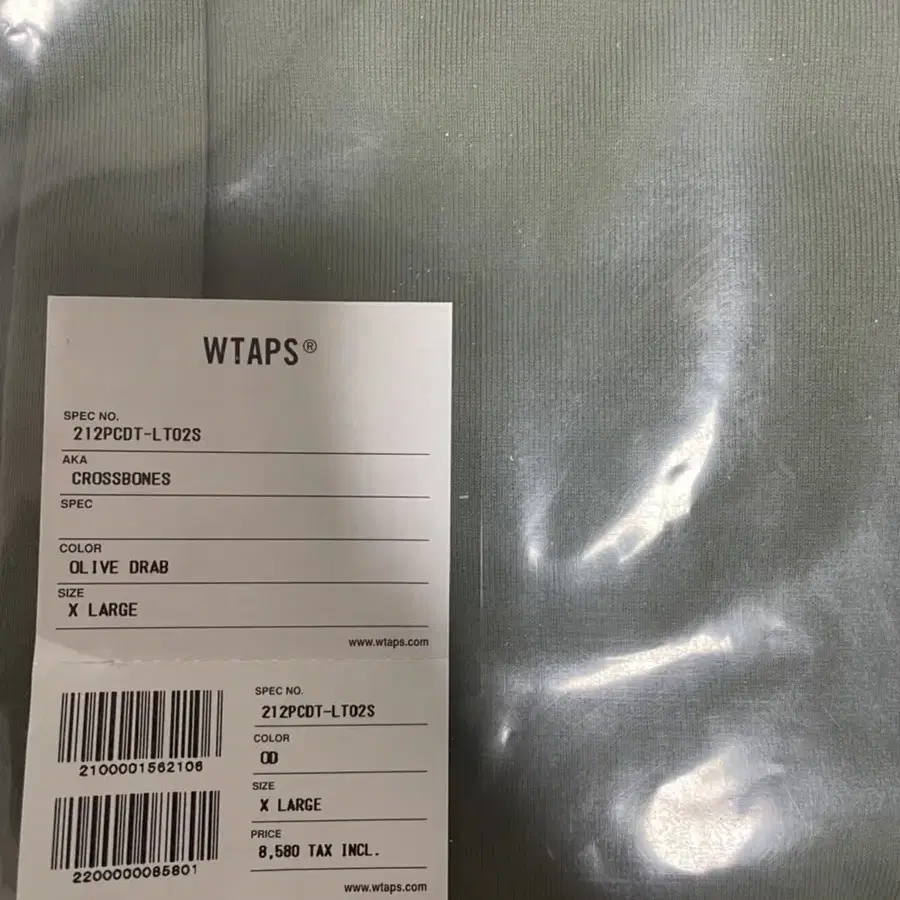 WTAPS®
SPEC NO.
212PCDT-LT02S
AKA
CROSSBONES
SPEC
COLOR
OLIVE DRAB
SIZE
X LARGE
www.wtaps.com
2100001562106
2200000085801
SPEC NO.
212PCDT-LT02S
COLOR
OD
SIZE
X LARGE
PRICE
8,580 TAX INCL.
www.wtaps.com